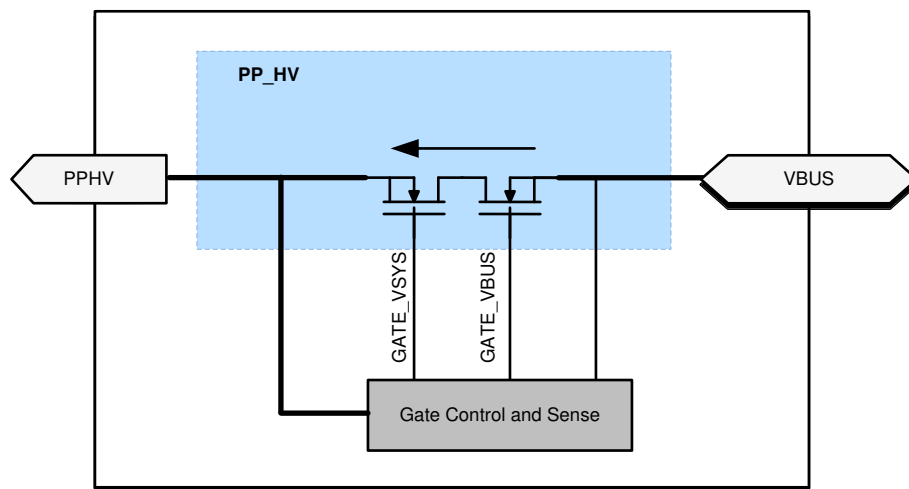 PP_HV
PPHV
VBUS
GATE_VSYS
GATE_VBUS
Gate Control and Sense